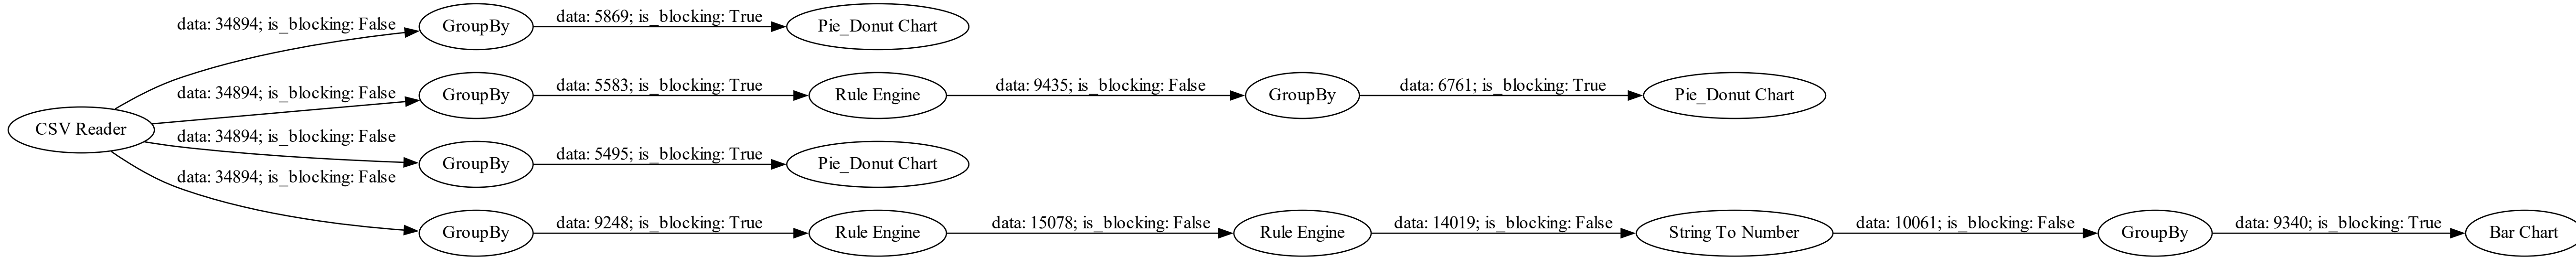 data: 34894; is_blocking: False
GroupBy
data: 5869; is_blocking: True
Pie_Donut Chart
data: 34894; is_blocking: False
GroupBy
data: 5583; is_blocking: True
Rule Engine
data: 9435; is_blocking: False
GroupBy
data: 6761; is_blocking: True
Pie_Donut Chart
CSV Reader
data: 34894; is_blocking: False
GroupBy
data: 5495; is_blocking: True
Pie_Donut Chart
data: 34894; is_blocking: False
GroupBy
data: 9248; is_blocking: True
Rule Engine
data: 15078; is_blocking: False
Rule Engine
data: 14019; is_blocking: False
String To Number
data: 10061; is_blocking: False
GroupBy
data: 9340; is_blocking: True
Bar Chart